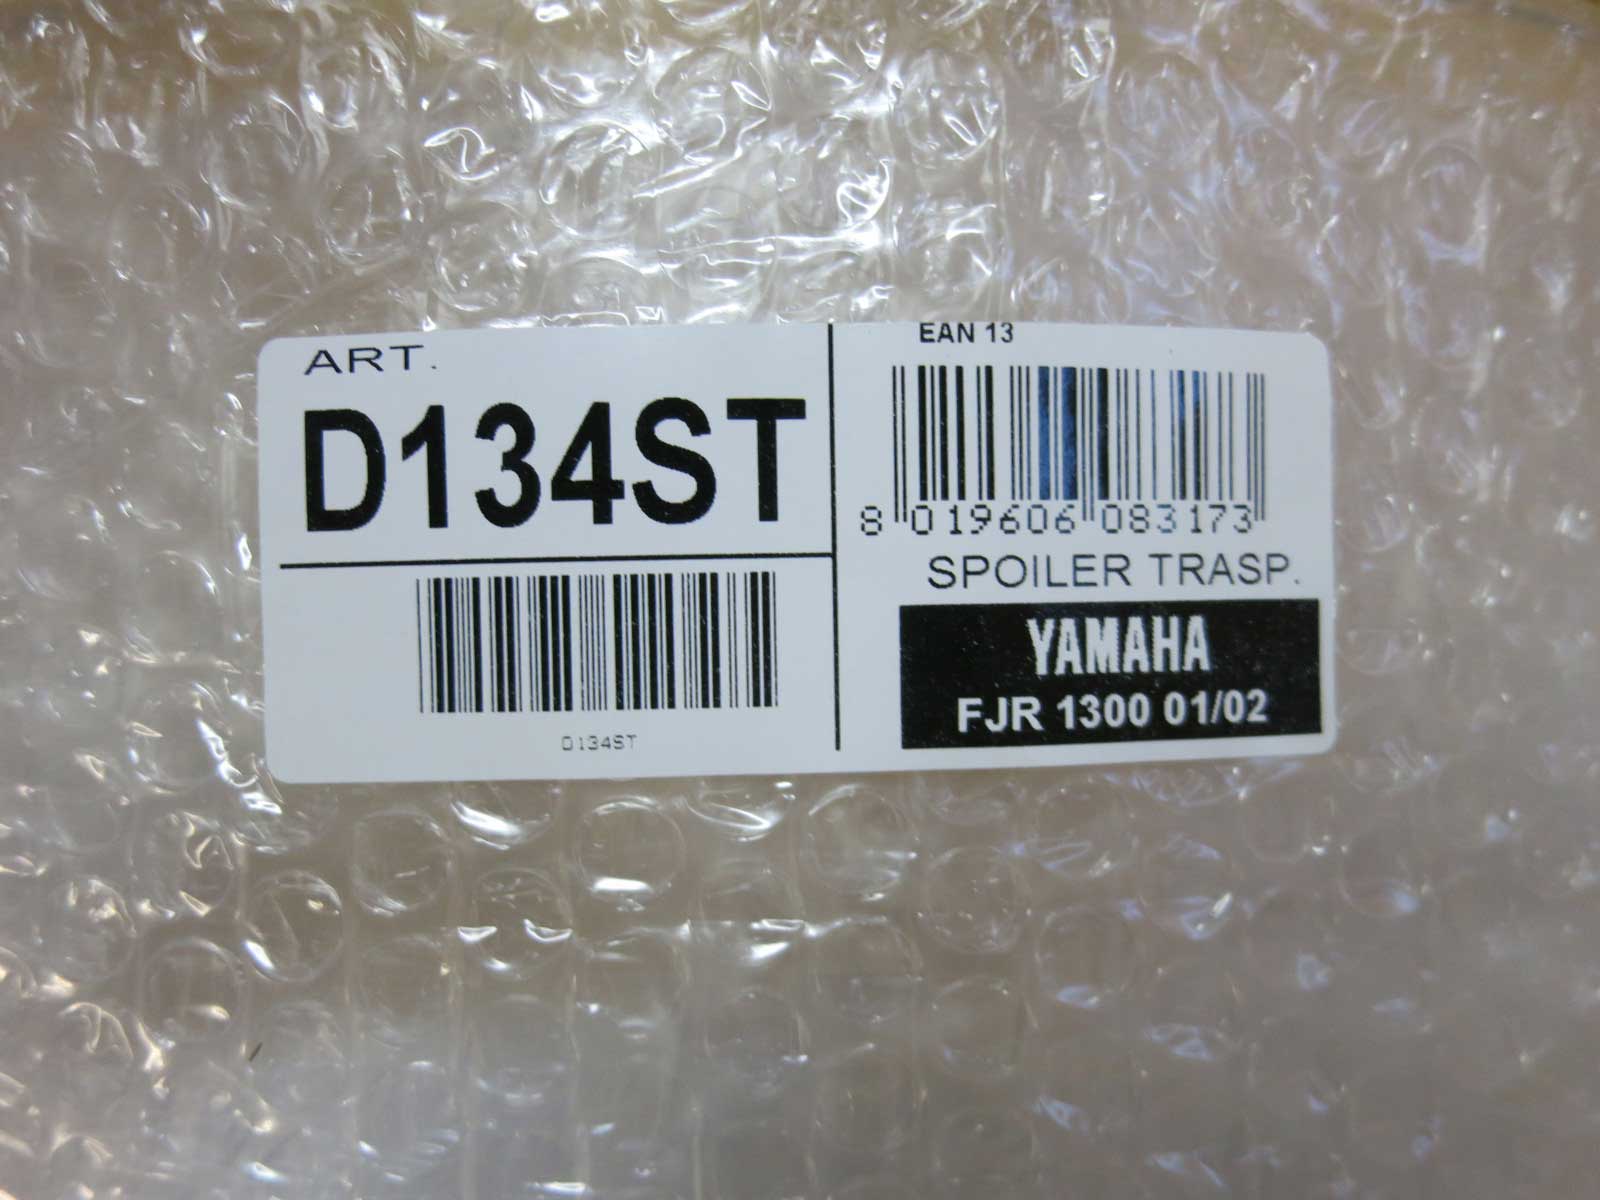 ART.
D134ST
D134ST
EAN 13
8 019606 083173
SPOILER TRASP.
YAMAHA
FJR 1300 01/02